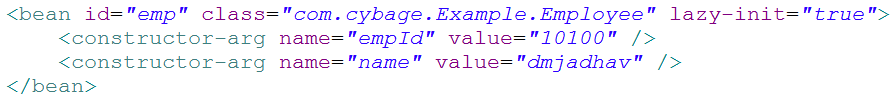 <bean id="emp" class="com.cybage.Example.Employee" lazy-init="true">
    <constructor-arg name="empId" value="10100" />
    <constructor-arg name="name" value="dmjadhav" />
</bean>